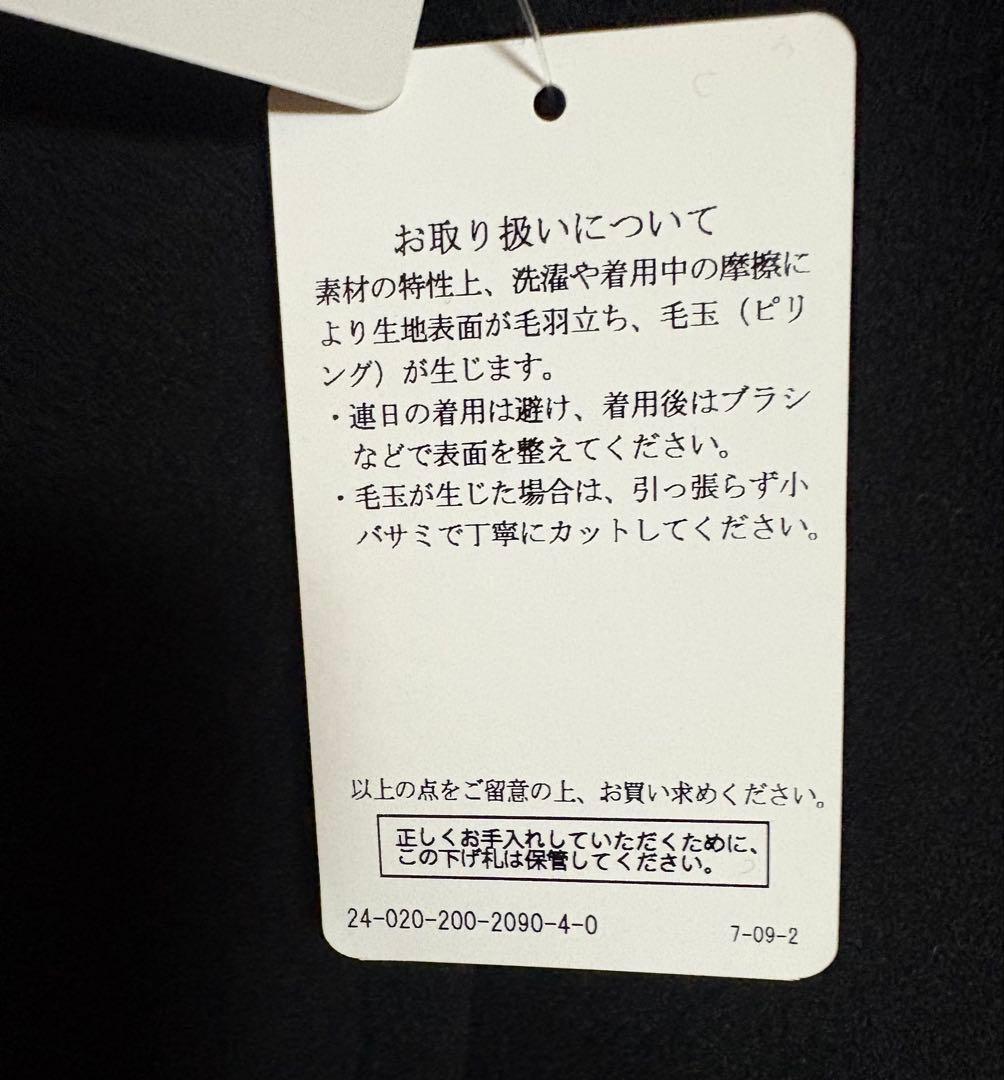 お取り扱いについて
素材の特性上、洗濯や着用中の摩擦に
より生地表面が毛羽立ち、毛玉（ピリ
ング）が生じます。
・連日の着用は避け、着用後はブラシ
などで表面を整えてください。
・毛玉が生じた場合は、引っ張らず小
バサミで丁寧にカットしてください。
以上の点をご留意の上、お買い求めください。
正しくお手入れしていただくために、
この下げ札は保管してください。
24-020-200-2090-4-0
7-09-2